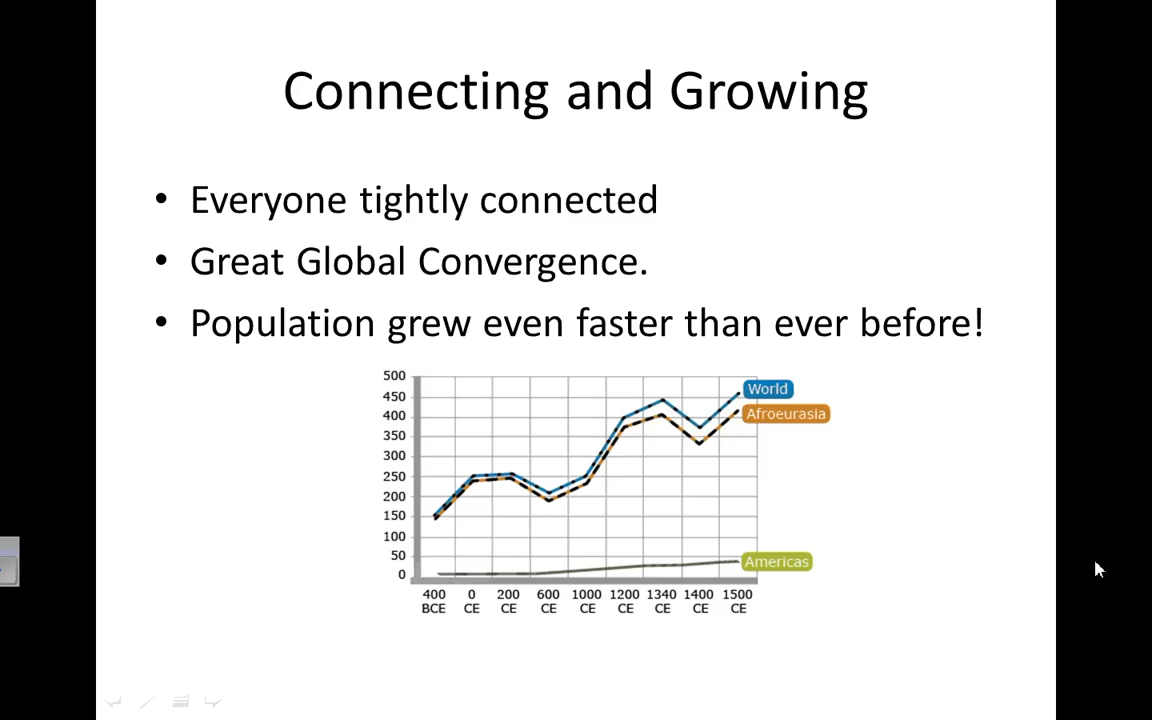 Connecting and Growing
• Everyone tightly connected
• Great Global Convergence.
• Population grew even faster than ever before!
500
450
400
350
300
250
200
150
100
50
0
World
Afroeurasia
Americas
400 0 200 600 1000 1200 1340 1400 1500
BCE CE CE CE CE CE CE CE CE